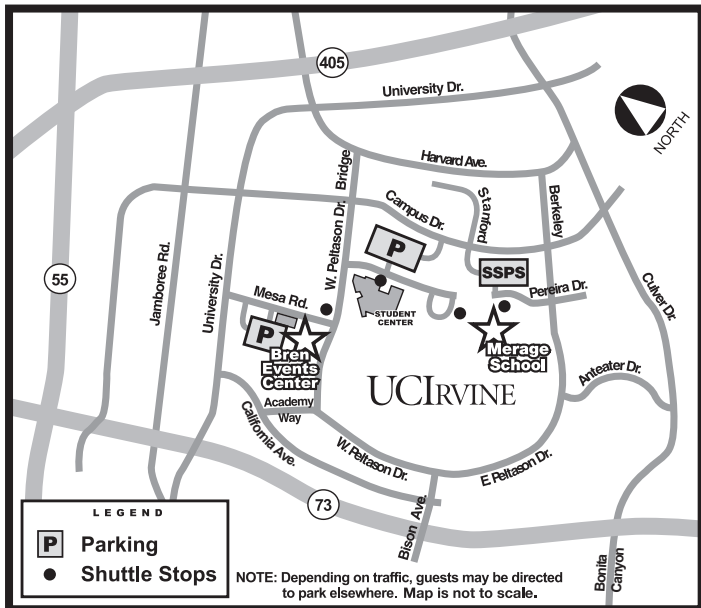 405
University Dr.
NORTH
Harvard Ave.
Bridge
W. Peltason Dr.
Campus Dr.
Stanford
Berkeley
P
SSPS
Pereira Dr.
55
Jamboree Rd.
University Dr.
Mesa Rd.
STUDENT
CENTER
Culver Dr.
P
Bren
Events
Center
Merage
School
UCIRVINE
Anteater Dr.
Academy
Way
California Ave.
W. Peltason Dr.
E. Peltason Dr.
73
Bison Ave.
Bonita
Canyon
LEGEND
P Parking
Shuttle Stops
NOTE: Depending on traffic, guests may be directed
to park elsewhere. Map is not to scale.